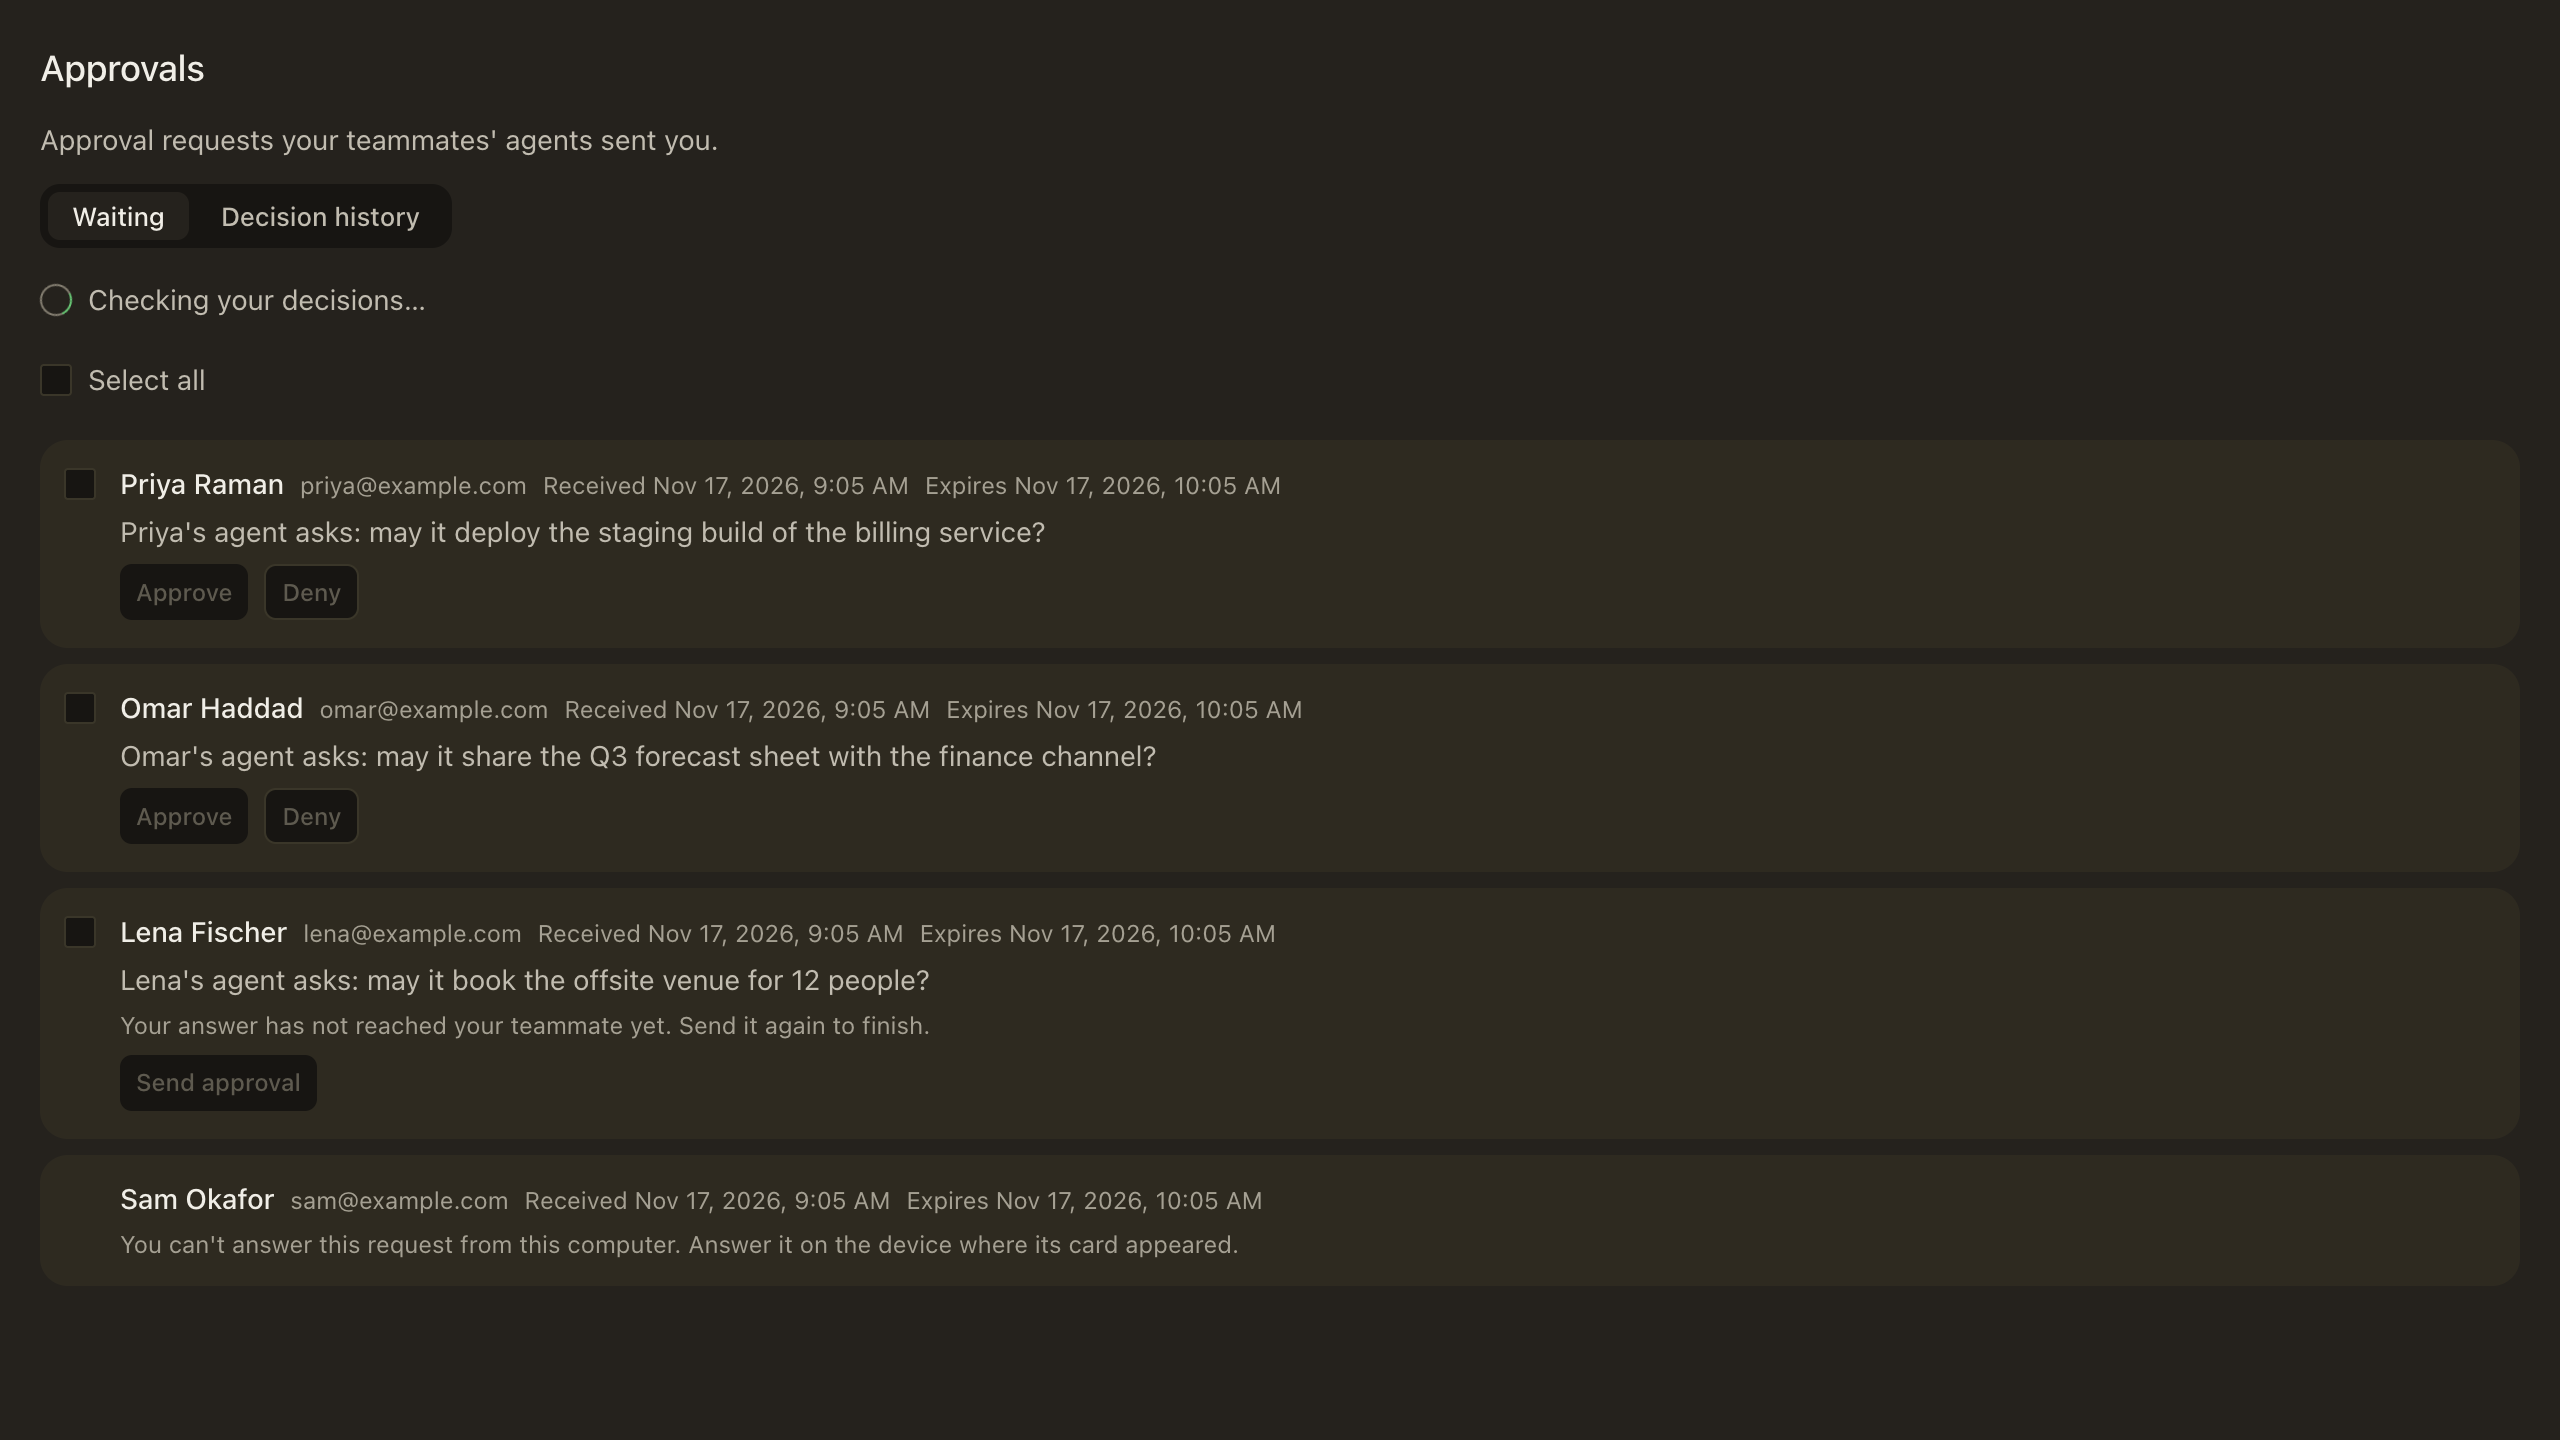 Approvals
Approval requests your teammates' agents sent you.
Waiting Decision history
Checking your decisions...
Select all
Priya Raman priya@example.com Received Nov 17, 2026, 9:05 AM Expires Nov 17, 2026, 10:05 AM
Priya's agent asks: may it deploy the staging build of the billing service?
Approve Deny
Omar Haddad omar@example.com Received Nov 17, 2026, 9:05 AM Expires Nov 17, 2026, 10:05 AM
Omar's agent asks: may it share the Q3 forecast sheet with the finance channel?
Approve Deny
Lena Fischer lena@example.com Received Nov 17, 2026, 9:05 AM Expires Nov 17, 2026, 10:05 AM
Lena's agent asks: may it book the offsite venue for 12 people?
Your answer has not reached your teammate yet. Send it again to finish.
Send approval
Sam Okafor sam@example.com Received Nov 17, 2026, 9:05 AM Expires Nov 17, 2026, 10:05 AM
You can't answer this request from this computer. Answer it on the device where its card appeared.